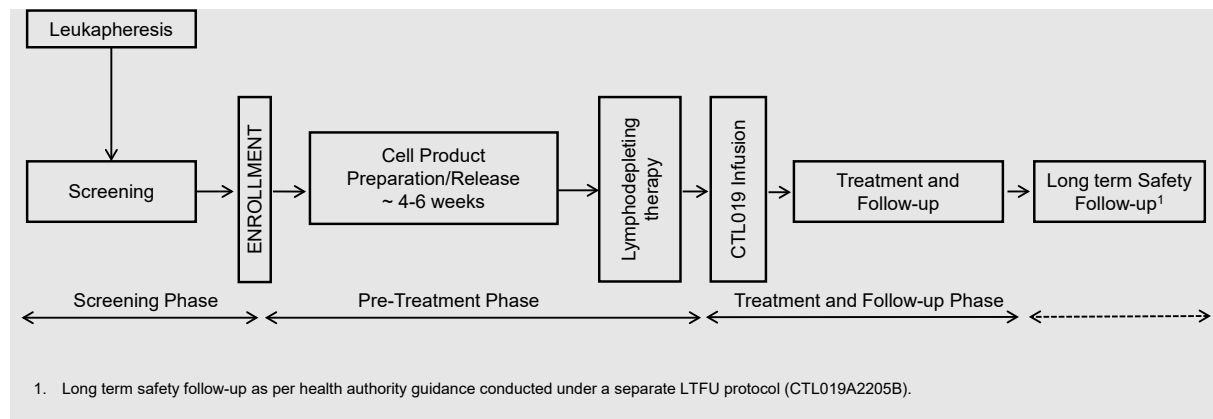 Leukapheresis
Screening
ENROLLMENT
Cell Product
Preparation/Release
~ 4-6 weeks
Lymphodepleting
therapy
CTL019 Infusion
Treatment and
Follow-up
Long term Safety
Follow-up¹
Screening Phase
Pre-Treatment Phase
Treatment and Follow-up Phase
1. Long term safety follow-up as per health authority guidance conducted under a separate LTFU protocol (CTL019A2205B).